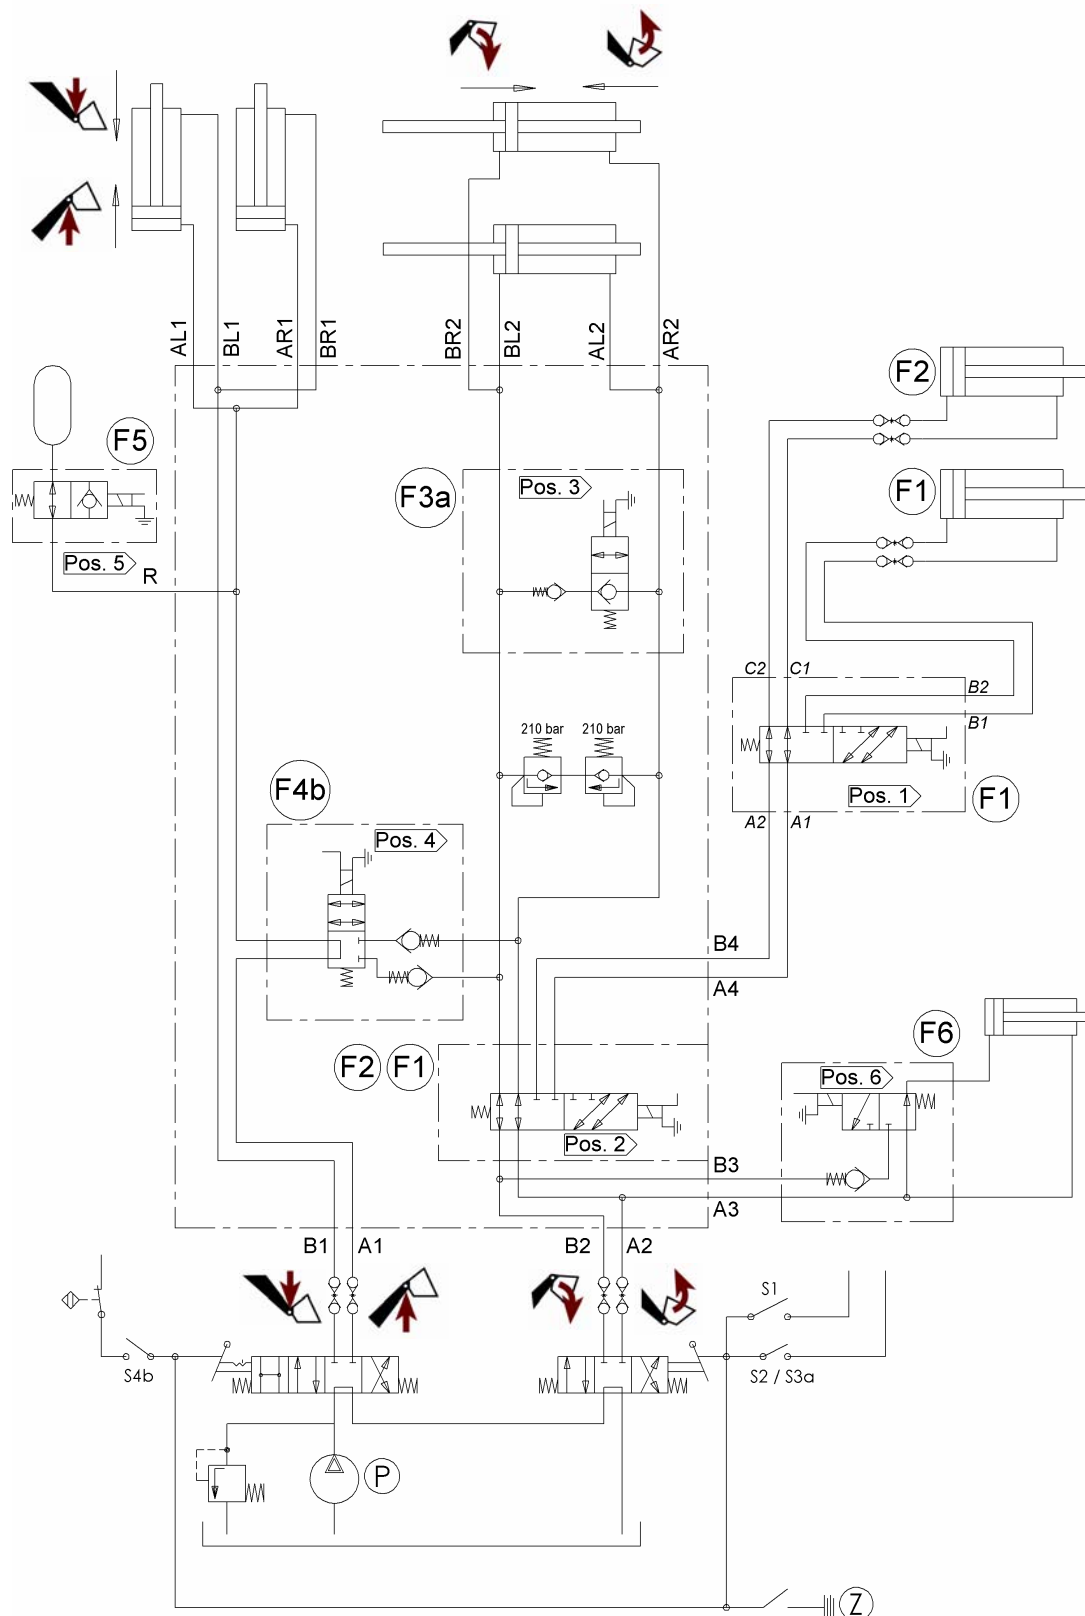 AL1
BL1
AR1
BR1
BR2
BL2
AL2
AR2
F2
F5
F3a
Pos. 3
F1
Pos. 5
R
C2
C1
B2
B1
210 bar
210 bar
F4b
Pos. 1
F1
A2
A1
Pos. 4
B4
A4
F2
F1
F6
Pos. 6
Pos. 2
B3
A3
B1
A1
B2
A2
S1
S4b
S2 / S3a
P
Z